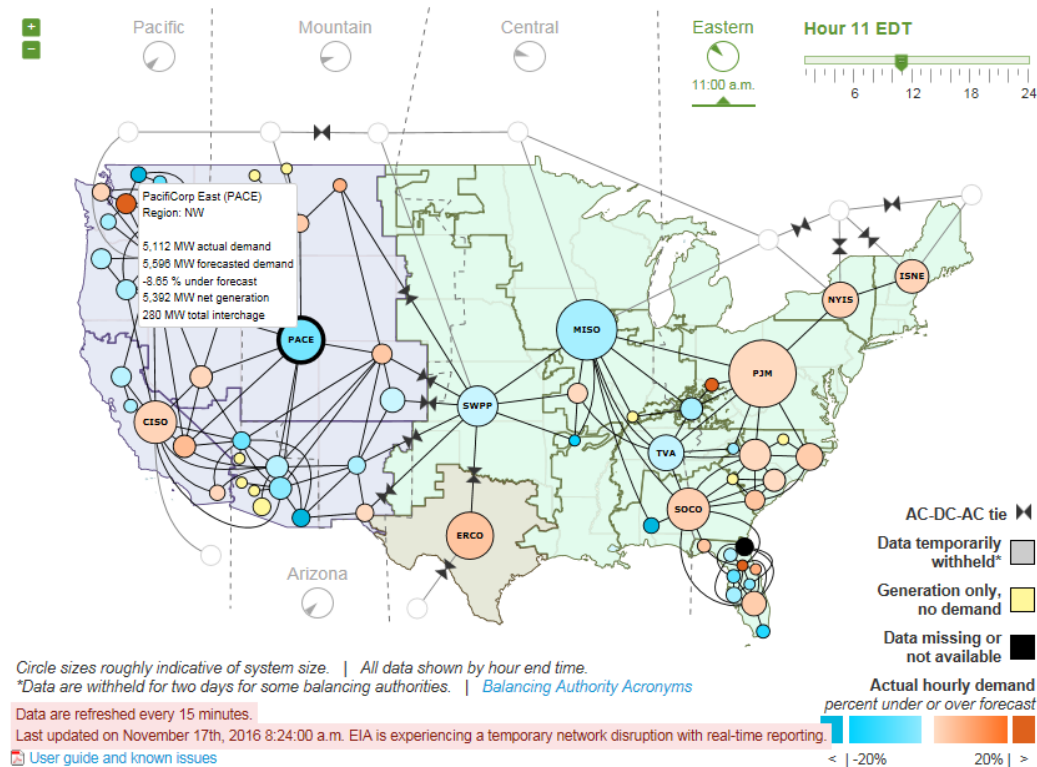 +
−
Pacific
Mountain
Central
Eastern
11:00 a.m.
Hour 11 EDT
6
12
18
24
PacifiCorp East (PACE)
Region: NW
5,112 MW actual demand
5,596 MW forecasted demand
-8.65 % under forecast
5,392 MW net generation
280 MW total interchage
ISNE
NYIS
MISO
PACE
PJM
SWPP
CISO
TVA
SOCO
ERCO
Arizona
AC-DC-AC tie
Data temporarily
withheld*
Generation only,
no demand
Data missing or
not available
Actual hourly demand
percent under or over forecast
< | -20%
20% | >
Circle sizes roughly indicative of system size. | All data shown by hour end time.
*Data are withheld for two days for some balancing authorities. | Balancing Authority Acronyms
Data are refreshed every 15 minutes.
Last updated on November 17th, 2016 8:24:00 a.m. EIA is experiencing a temporary network disruption with real-time reporting.
User guide and known issues